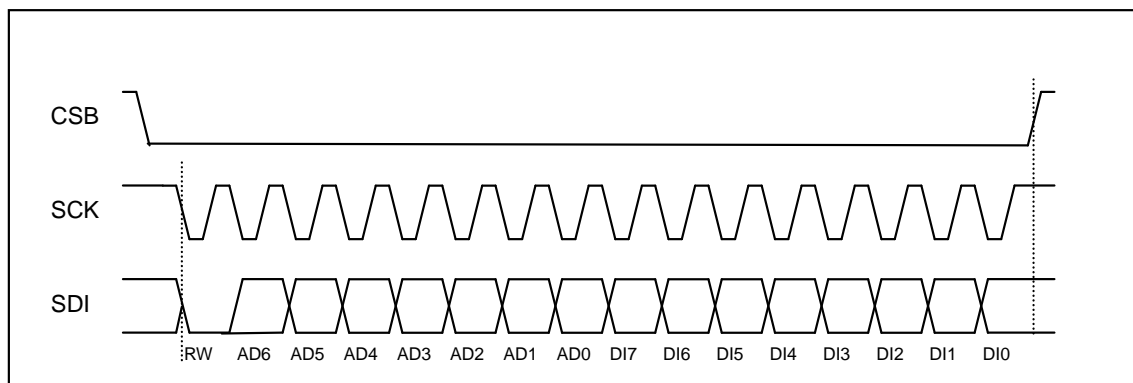 CSB
SCK
SDI
RW AD6 AD5 AD4 AD3 AD2 AD1 AD0 DI7 DI6 DI5 DI4 DI3 DI2 DI1 DI0